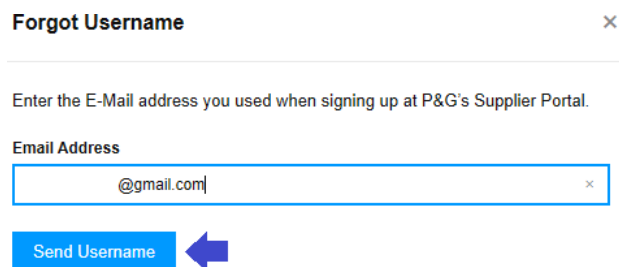 Forgot Username ×
Enter the E-Mail address you used when signing up at P&G’s Supplier Portal.
Email Address
@gmail.com ×
Send Username